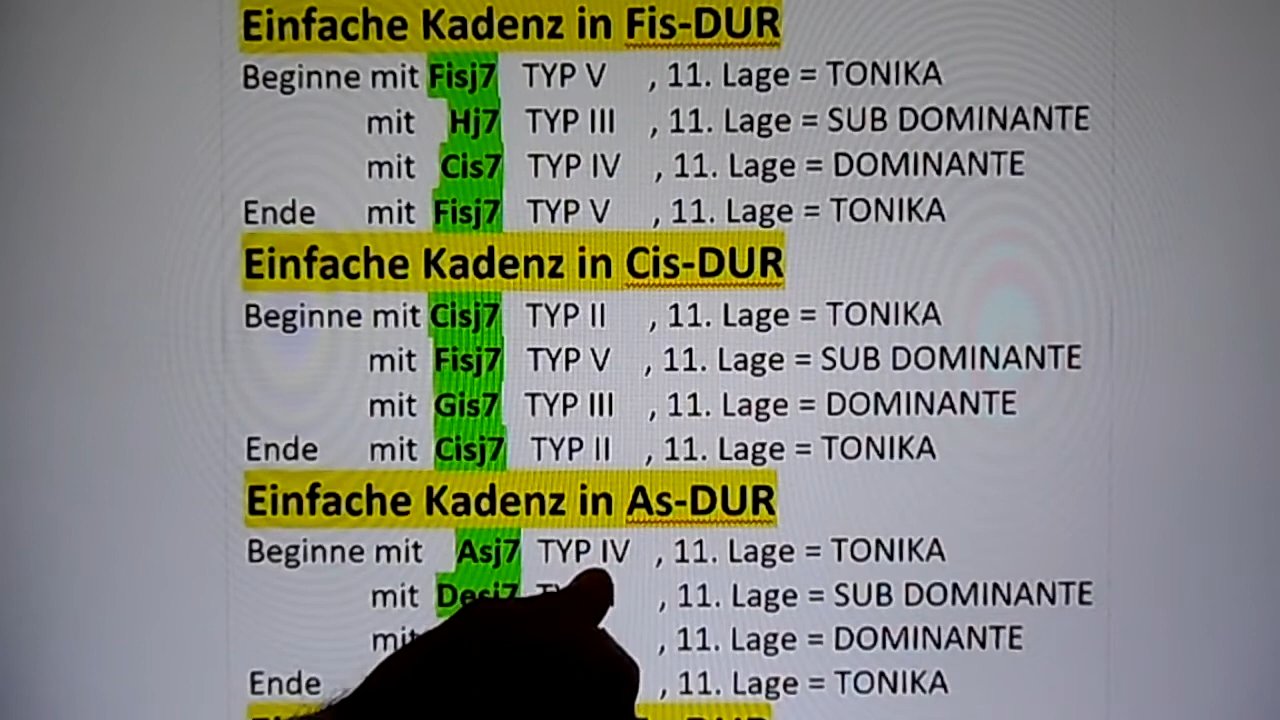 Einfache Kadenz in Fis-DUR
Beginne mit Fisj7 TYP V , 11. Lage = TONIKA
mit Hj7 TYP III , 11. Lage = SUB DOMINANTE
mit Cis7 TYP IV , 11. Lage = DOMINANTE
Ende mit Fisj7 TYP V , 11. Lage = TONIKA
Einfache Kadenz in Cis-DUR
Beginne mit Cisj7 TYP II , 11. Lage = TONIKA
mit Fisj7 TYP V , 11. Lage = SUB DOMINANTE
mit Gis7 TYP III , 11. Lage = DOMINANTE
Ende mit Cisj7 TYP II , 11. Lage = TONIKA
Einfache Kadenz in As-DUR
Beginne mit Asj7 TYP IV , 11. Lage = TONIKA
mit Desj7 , 11. Lage = SUB DOMINANTE
mit , 11. Lage = DOMINANTE
Ende , 11. Lage = TONIKA